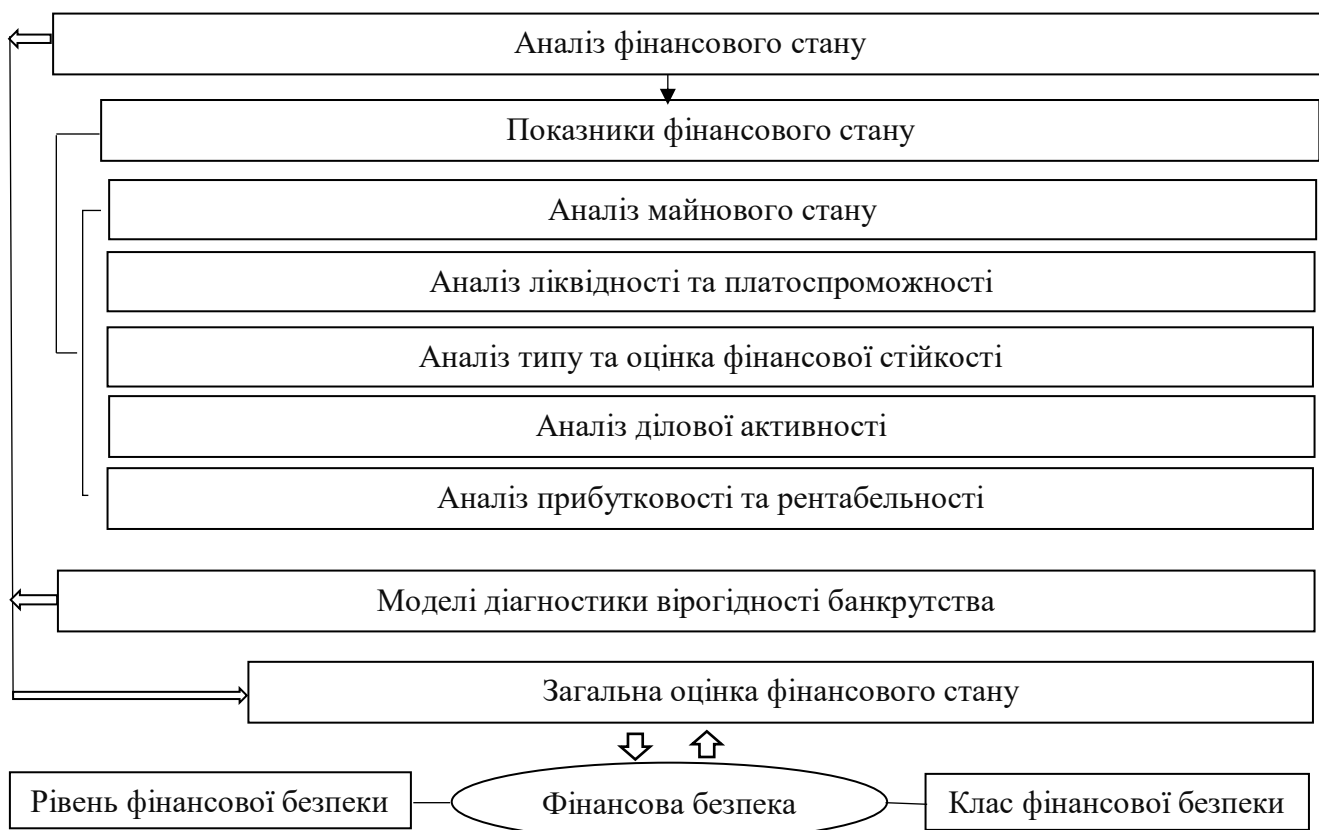 Аналіз фінансового стану
Показники фінансового стану
Аналіз майнового стану
Аналіз ліквідності та платоспроможності
Аналіз типу та оцінка фінансової стійкості
Аналіз ділової активності
Аналіз прибутковості та рентабельності
Моделі діагностики вірогідності банкрутства
Загальна оцінка фінансового стану
Рівень фінансової безпеки
Фінансова безпека
Клас фінансової безпеки